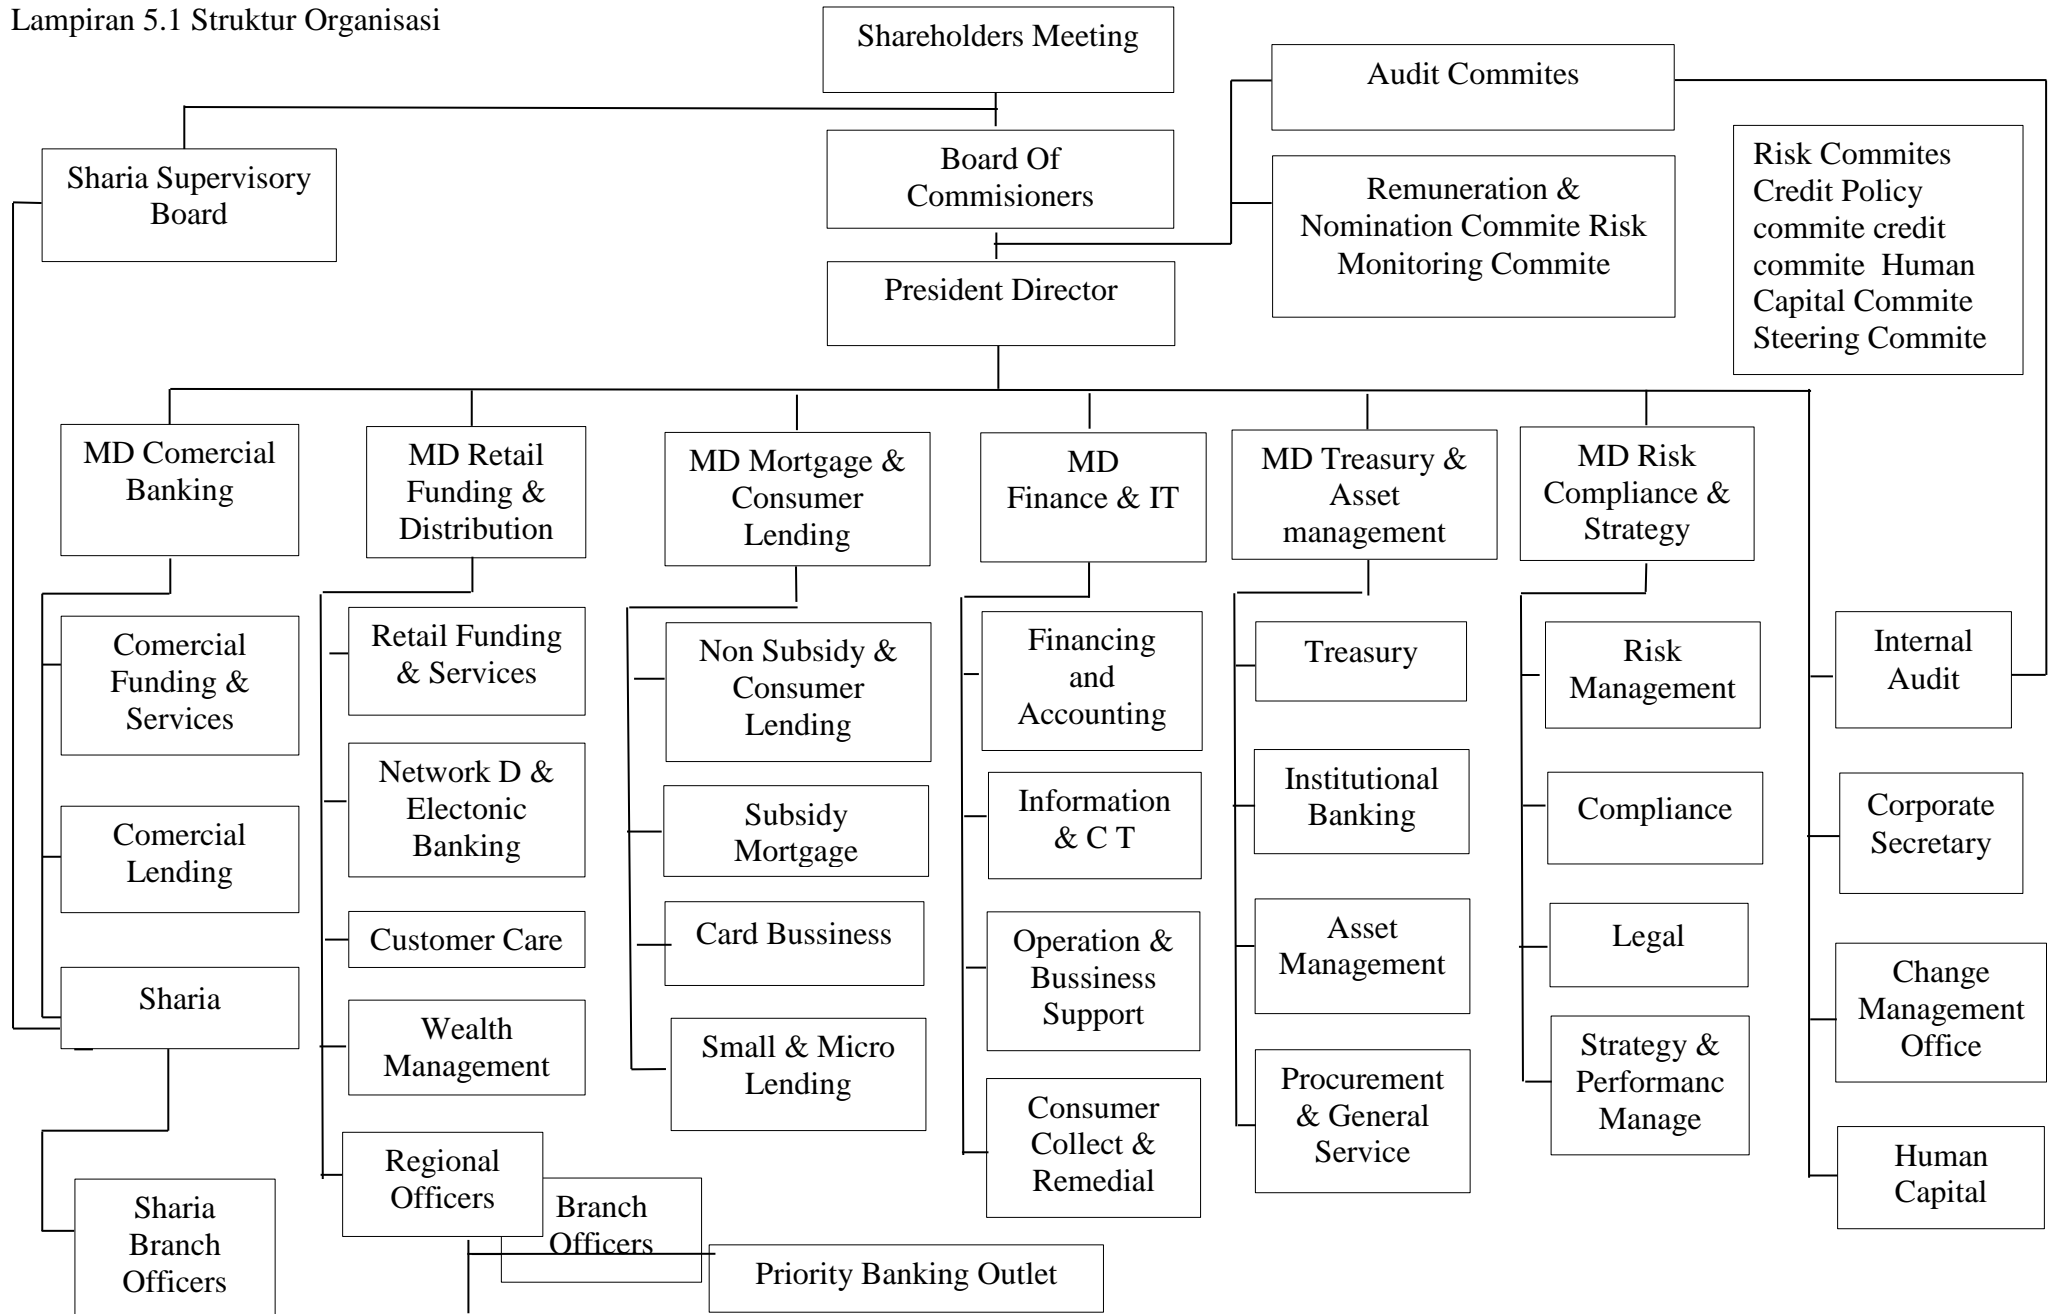 Lampiran 5.1 Struktur Organisasi
Shareholders Meeting
Audit Commites
Sharia Supervisory
Board
Board Of
Commisioners
Remuneration &
Nomination Commite Risk
Monitoring Commite
Risk Commites
Credit Policy
commite credit
commite Human
Capital Commite
Steering Commite
President Director
MD Comercial
Banking
MD Retail
Funding &
Distribution
MD Mortgage &
Consumer
Lending
MD
Finance & IT
MD Treasury &
Asset
management
MD Risk
Compliance &
Strategy
Comercial
Funding &
Services
Comercial
Lending
Sharia
Sharia
Branch
Officers
Retail Funding
& Services
Network D &
Electonic
Banking
Customer Care
Wealth
Management
Regional
Officers
Branch
Officers
Priority Banking Outlet
Non Subsidy &
Consumer
Lending
Subsidy
Mortgage
Card Bussiness
Small & Micro
Lending
Financing
and
Accounting
Information
& C T
Operation &
Bussiness
Support
Consumer
Collect &
Remedial
Treasury
Institutional
Banking
Asset
Management
Procurement
& General
Service
Risk
Management
Compliance
Legal
Strategy &
Performanc
Manage
Internal
Audit
Corporate
Secretary
Change
Management
Office
Human
Capital